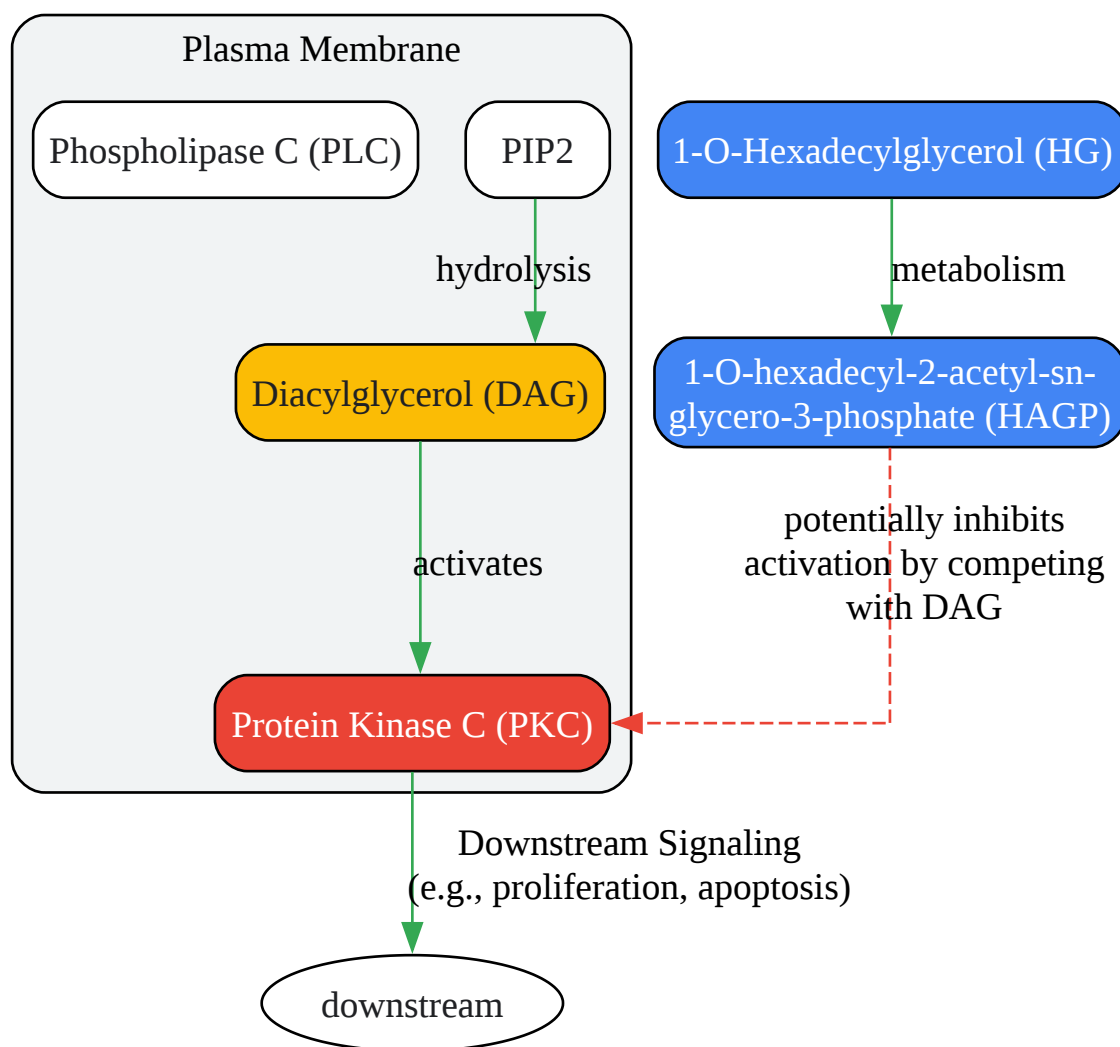 Plasma Membrane
Phospholipase C (PLC)
PIP2
1-O-Hexadecylglycerol (HG)
hydrolysis
metabolism
Diacylglycerol (DAG)
1-O-hexadecyl-2-acetyl-sn-
glycero-3-phosphate (HAGP)
activates
potentially inhibits
activation by competing
with DAG
Protein Kinase C (PKC)
Downstream Signaling
(e.g., proliferation, apoptosis)
downstream